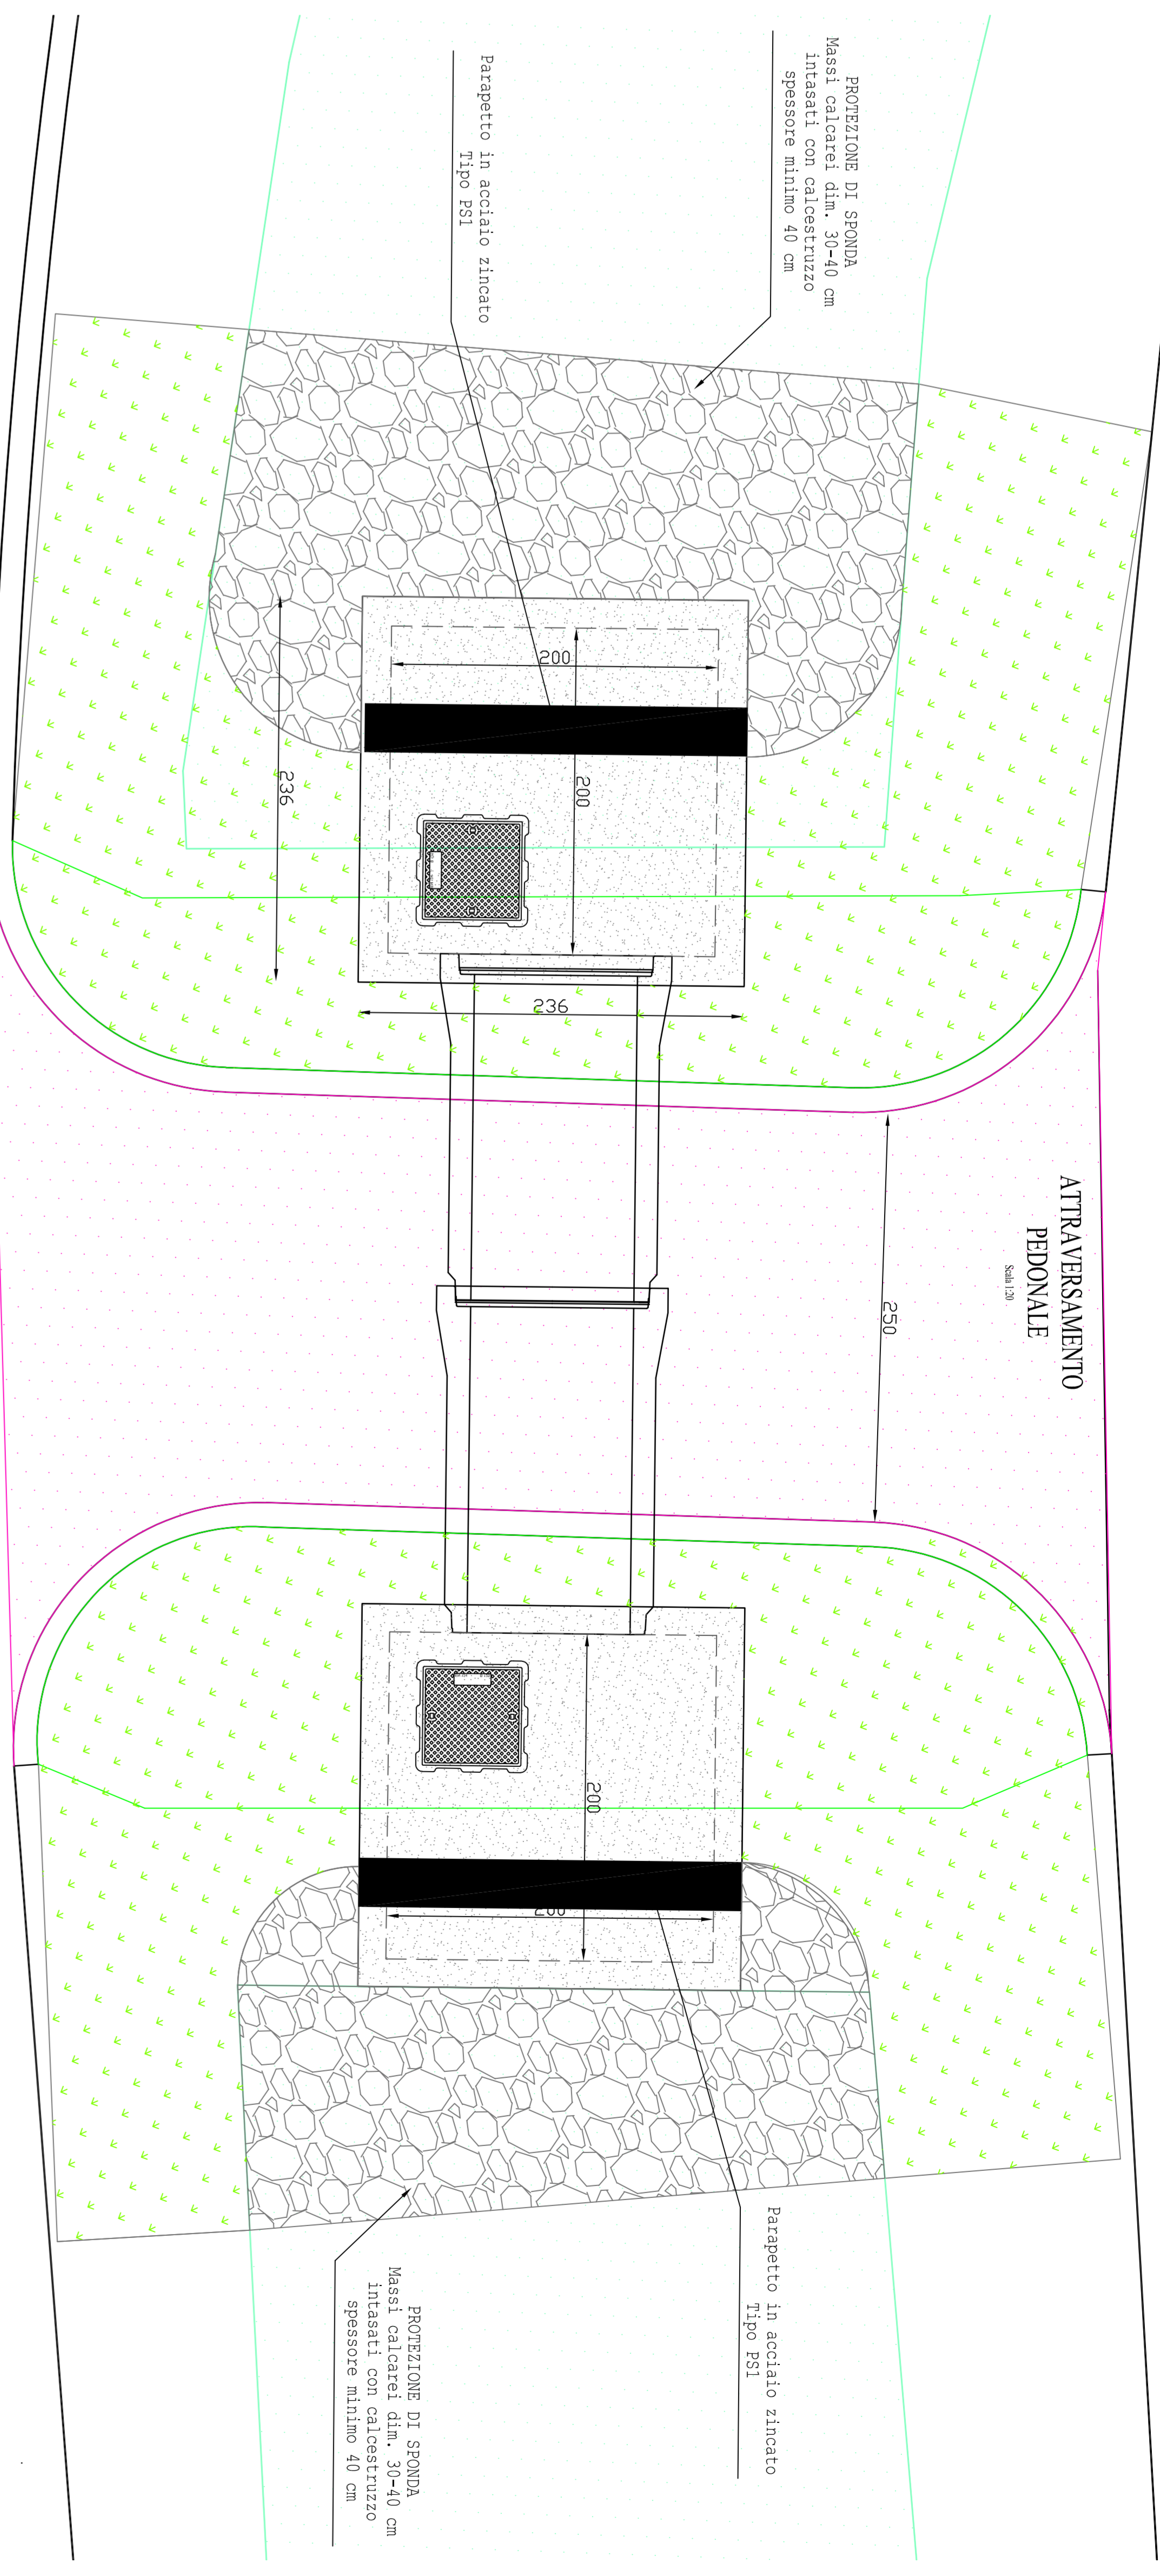 PROTEZIONE DI SPONDA
Massi calcarei dim. 30-40 cm
intasati con calcestruzzo
spessore minimo 40 cm
Parapetto in acciaio zincato
Tipo PS1
200
200
236
236
ATTRAVERSAMENTO
PEDONALE
Scala 1:20
250
200
200
Parapetto in acciaio zincato
Tipo PS1
PROTEZIONE DI SPONDA
Massi calcarei dim. 30-40 cm
intasati con calcestruzzo
spessore minimo 40 cm